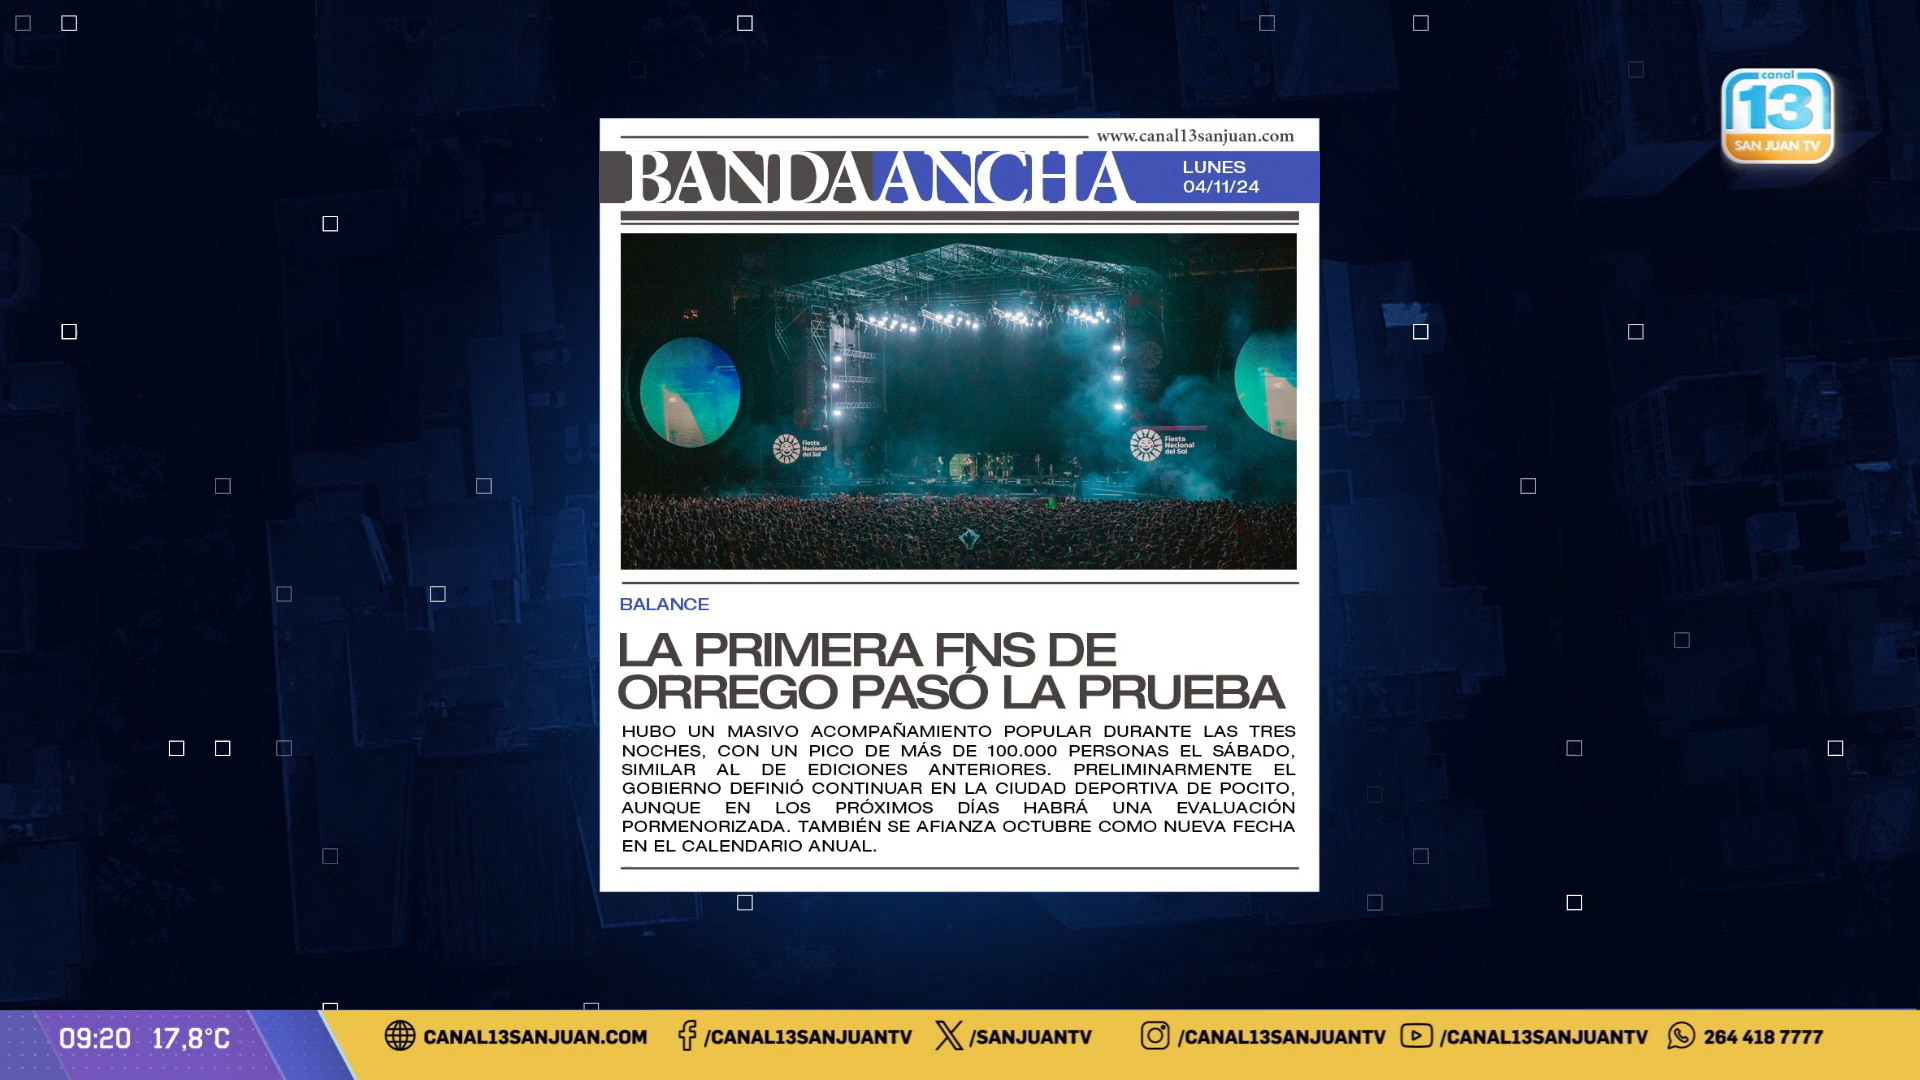 canal
13
SAN JUAN TV
www.canal13sanjuan.com
BANDA ANCHA
LUNES
04/11/24
Fiesta
Nacional
del Sol
Fiesta
Nacional
del Sol
BALANCE
LA PRIMERA FNS DE
ORREGO PASÓ LA PRUEBA
HUBO UN MASIVO ACOMPAÑAMIENTO POPULAR DURANTE LAS TRES
NOCHES, CON UN PICO DE MÁS DE 100.000 PERSONAS EL SÁBADO,
SIMILAR AL DE EDICIONES ANTERIORES. PRELIMINARMENTE EL
GOBIERNO DEFINIÓ CONTINUAR EN LA CIUDAD DEPORTIVA DE POCITO,
AUNQUE EN LOS PRÓXIMOS DÍAS HABRÁ UNA EVALUACIÓN
PORMENORIZADA. TAMBIÉN SE AFIANZA OCTUBRE COMO NUEVA FECHA
EN EL CALENDARIO ANUAL.
09:20 17,8°C
CANAL13SANJUAN.COM /CANAL13SANJUANTV /SANJUANTV /CANAL13SANJUANTV /CANAL13SANJUANTV 264 418 7777